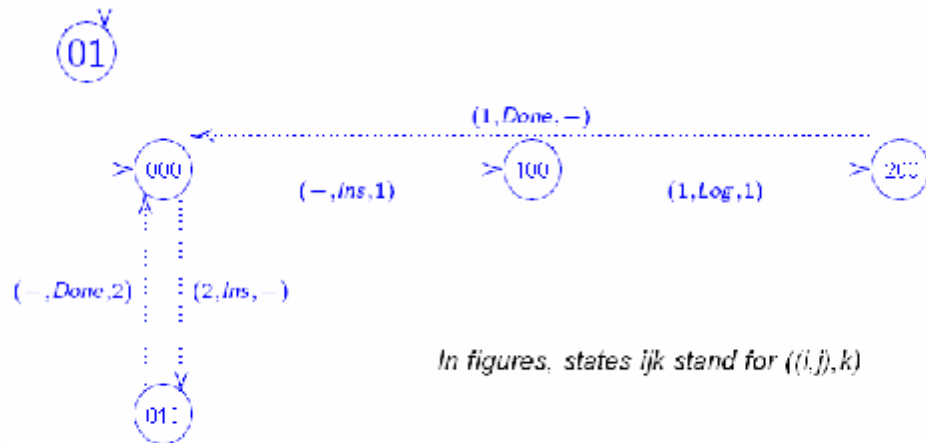 01
(1,Done,−)
000
100
200
(−,Ins,1)
(1,Log,1)
(−,Done,2)
(2,Ins,−)
In figures, states ijk stand for ((i,j),k)
010